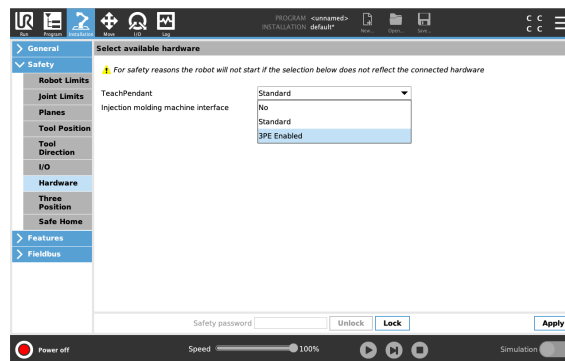 UR
Run Program Installation Move I/O Log
PROGRAM <unnamed>
INSTALLATION default*
New... Open... Save...
C C
C C
General
Select available hardware
Safety
For safety reasons the robot will not start if the selection below does not reflect the connected hardware
Robot Limits
TeachPendant Standard
Joint Limits
Injection molding machine interface No
Planes
Standard
Tool Position
3PE Enabled
Tool
Direction
I/O
Hardware
Three
Position
Safe Home
Features
Fieldbus
Safety password Unlock Lock Apply
Power off Speed 100% Simulation